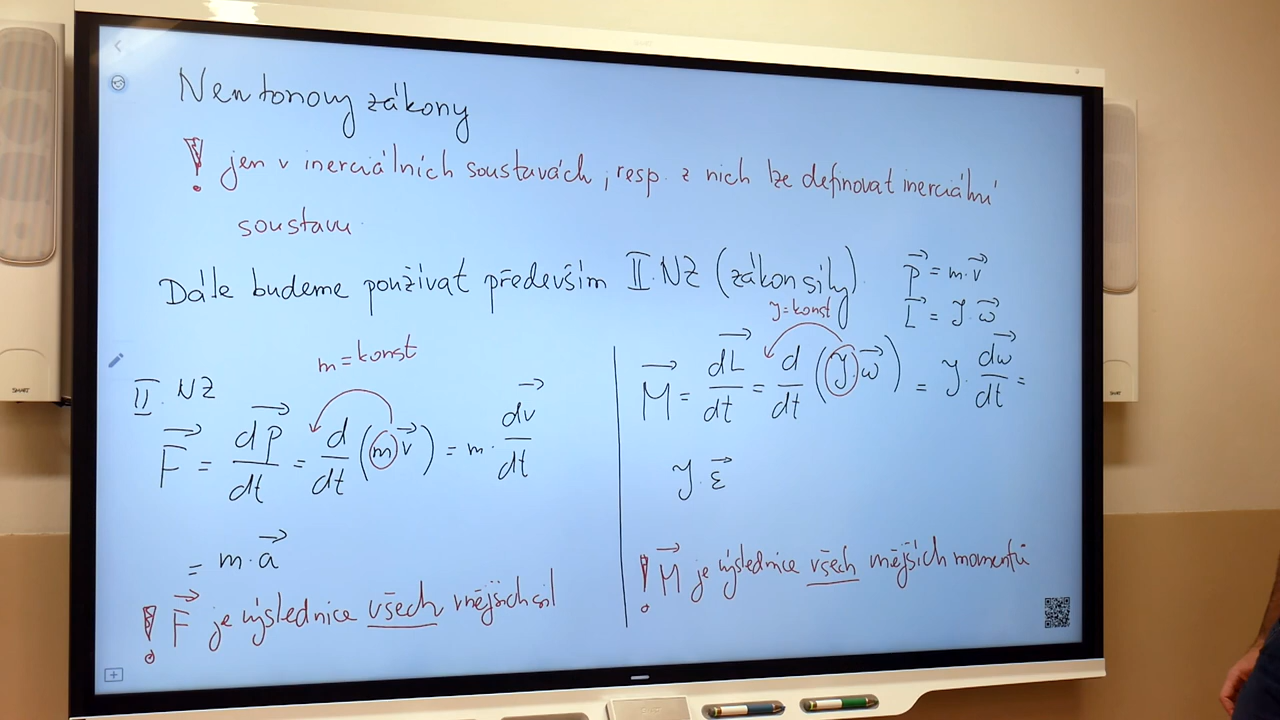 Newtonovy zákony
! jen v inerciálních soustavách, resp. z nich lze definovat inerciální
soustavu.
Dále budeme používat především II.NZ (zákon síly).
p⃗ = m·v⃗
L⃗ = J·ω⃗
m = konst
II. NZ
F⃗ = dp⃗/dt = d/dt (m v⃗) = m · dv⃗/dt
= m·a⃗
! F⃗ je výslednice všech vnějších sil
J = konst
M⃗ = dL⃗/dt = d/dt (J ω⃗) = J · dω⃗/dt =
J·ε⃗
! M⃗ je výslednice všech vnějších momentů
SMART
SMART